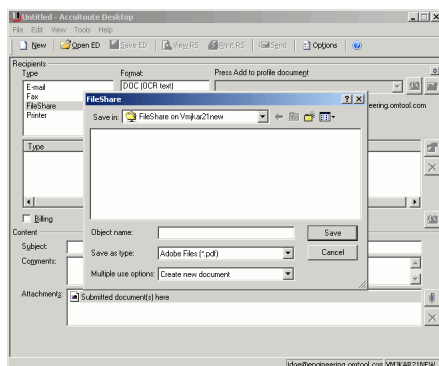 Untitled - AccuRoute Desktop
File Edit View Tools Help
New Open ED Save ED View RS Print RS Send Options
Recipients
Type Format: Press Add to profile document
E-mail DOC (OCR text)
Fax
FileShare
Printer
eering.omtool.com
FileShare
Save in: FileShare on Vmjkar21new
Type
Object name: Save
Save as type: Adobe Files (*.pdf) Cancel
Multiple use options: Create new document
Billing
Content
Subject:
Comments:
Attachments: Submitted document(s) here
jdoe@engineering.omtool.com VMJKAR21NEW